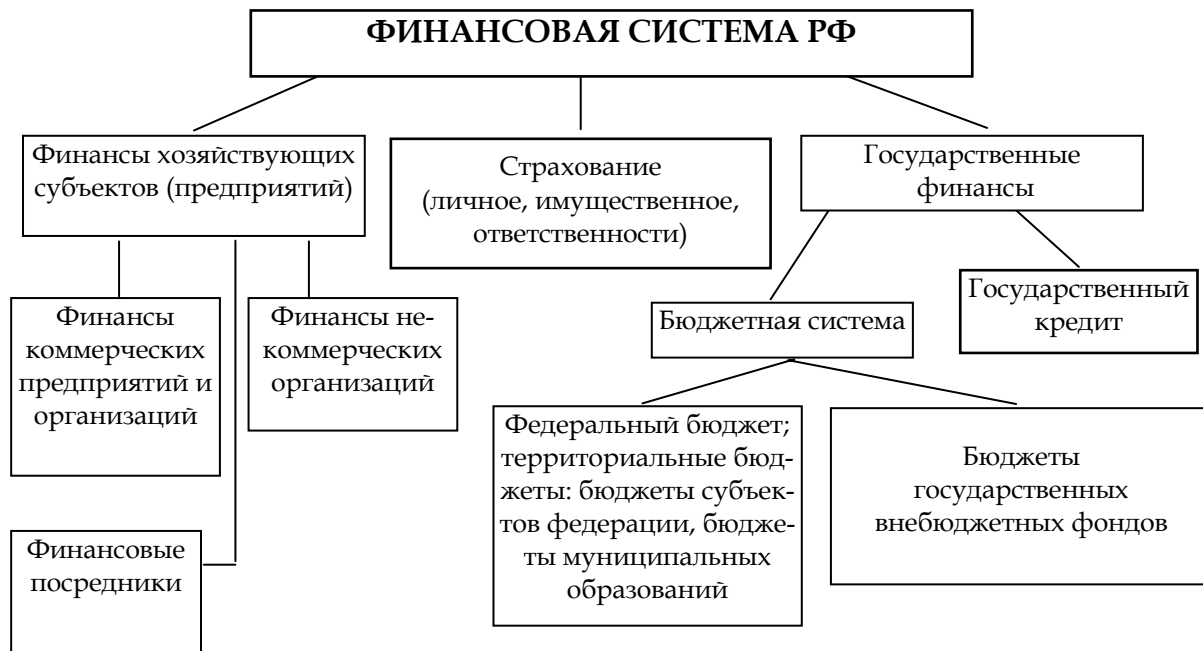 ФИНАНСОВАЯ СИСТЕМА РФ
Финансы хозяйствующих
субъектов (предприятий)
Страхование
(личное, имущественное,
ответственности)
Государственные
финансы
Финансы
коммерческих
предприятий и
организаций
Финансы не-
коммерческих
организаций
Бюджетная система
Государственный
кредит
Финансовые
посредники
Федеральный бюджет;
территориальные бюд-
жеты: бюджеты субъек-
тов федерации, бюдже-
ты муниципальных
образований
Бюджеты
государственных
внебюджетных фондов